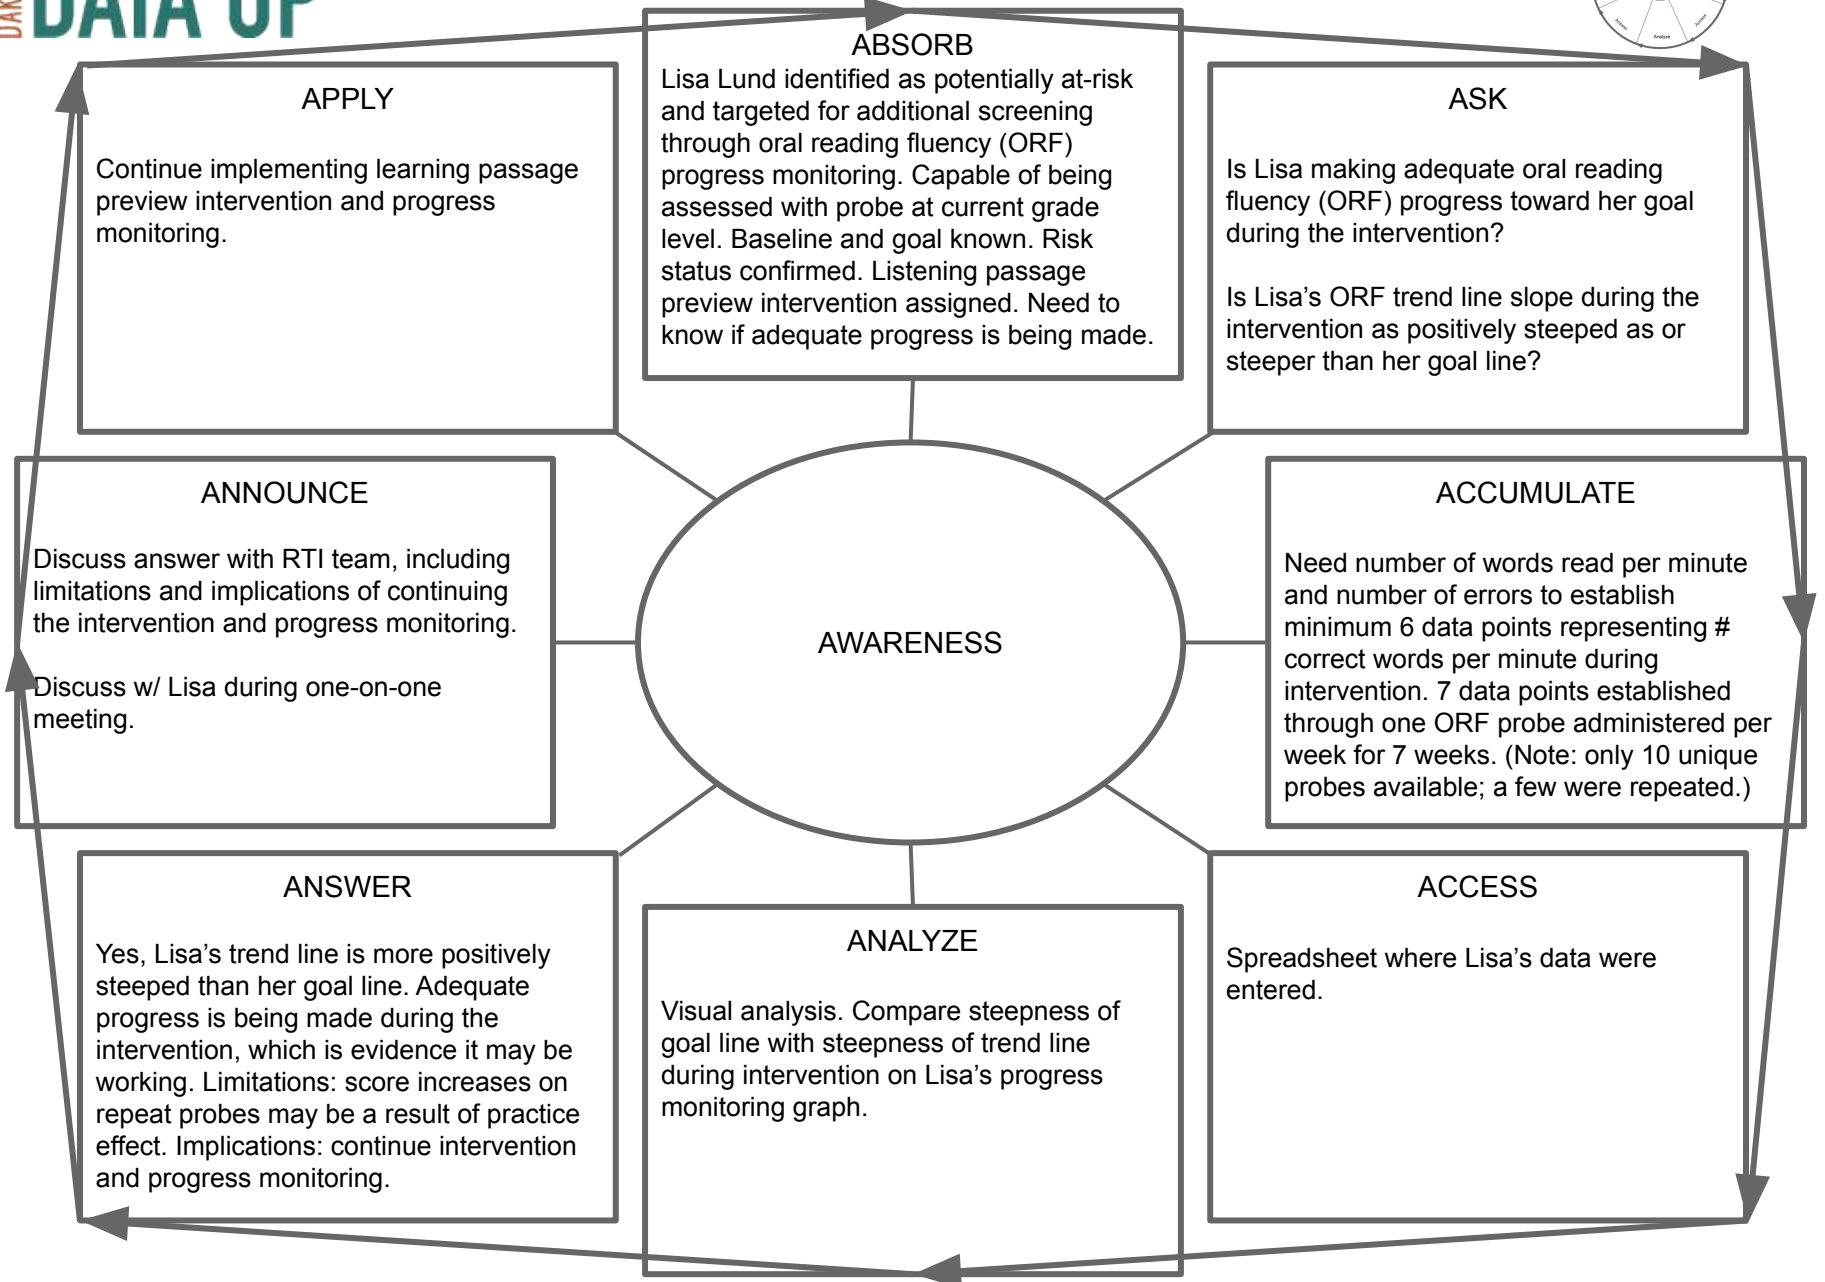 DATA UP
ABSORB
Lisa Lund identified as potentially at-risk
and targeted for additional screening
through oral reading fluency (ORF)
progress monitoring. Capable of being
assessed with probe at current grade
level. Baseline and goal known. Risk
status confirmed. Listening passage
preview intervention assigned. Need to
know if adequate progress is being made.
ASK
Is Lisa making adequate oral reading
fluency (ORF) progress toward her goal
during the intervention?
Is Lisa’s ORF trend line slope during the
intervention as positively steeped as or
steeper than her goal line?
ACCUMULATE
Need number of words read per minute
and number of errors to establish
minimum 6 data points representing #
correct words per minute during
intervention. 7 data points established
through one ORF probe administered per
week for 7 weeks. (Note: only 10 unique
probes available; a few were repeated.)
ACCESS
Spreadsheet where Lisa’s data were
entered.
ANALYZE
Visual analysis. Compare steepness of
goal line with steepness of trend line
during intervention on Lisa’s progress
monitoring graph.
ANSWER
Yes, Lisa’s trend line is more positively
steeped than her goal line. Adequate
progress is being made during the
intervention, which is evidence it may be
working. Limitations: score increases on
repeat probes may be a result of practice
effect. Implications: continue intervention
and progress monitoring.
ANNOUNCE
Discuss answer with RTI team, including
limitations and implications of continuing
the intervention and progress monitoring.
Discuss w/ Lisa during one-on-one
meeting.
APPLY
Continue implementing learning passage
preview intervention and progress
monitoring.
AWARENESS
Answer
Analyze
Access